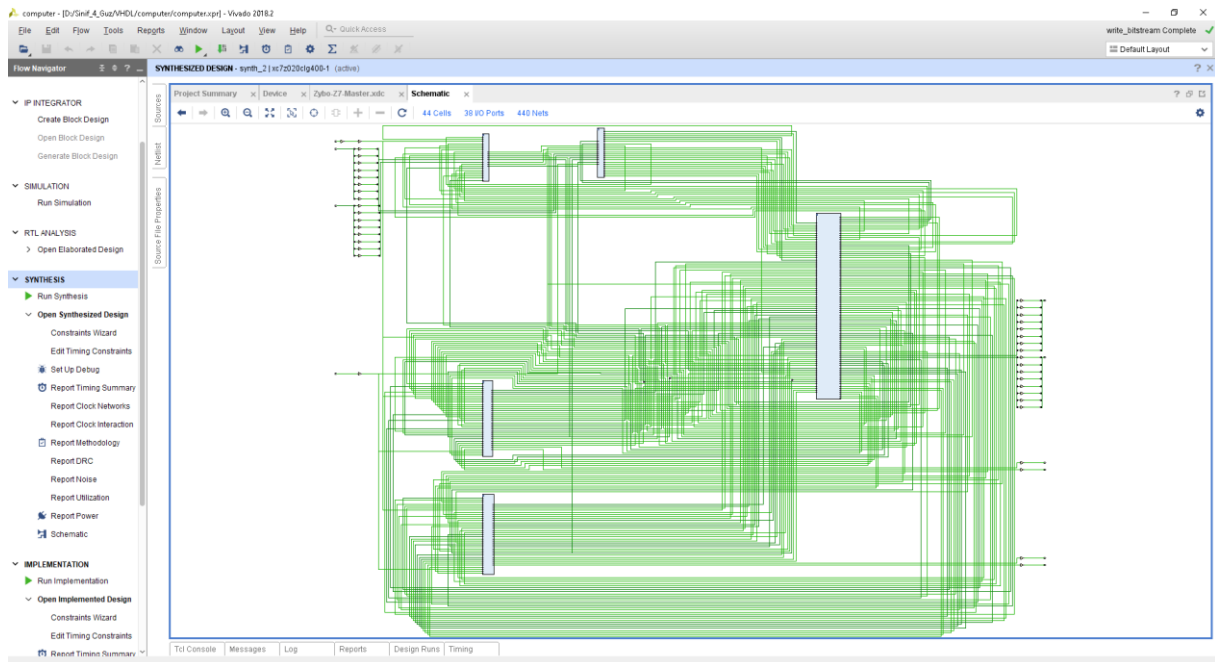 computer - [D:/Sinif_4_Guz/VHDL/computer/computer.xpr] - Vivado 2018.2
File Edit Flow Tools Reports Window Layout View Help Q- Quick Access
write_bitstream Complete
Default Layout
Flow Navigator
SYNTHESIZED DESIGN - synth_2 | xc7z020clg400-1 (active)
IP INTEGRATOR
Create Block Design
Open Block Design
Generate Block Design
SIMULATION
Run Simulation
RTL ANALYSIS
Open Elaborated Design
SYNTHESIS
Run Synthesis
Open Synthesized Design
Constraints Wizard
Edit Timing Constraints
Set Up Debug
Report Timing Summary
Report Clock Networks
Report Clock Interaction
Report Methodology
Report DRC
Report Noise
Report Utilization
Report Power
Schematic
IMPLEMENTATION
Run Implementation
Open Implemented Design
Constraints Wizard
Edit Timing Constraints
Report Timing Summary
Sources
Netlist
Source File Properties
Project Summary Device Zybo-Z7-Master.xdc Schematic
44 Cells 38 I/O Ports 440 Nets
Tcl Console Messages Log Reports Design Runs Timing